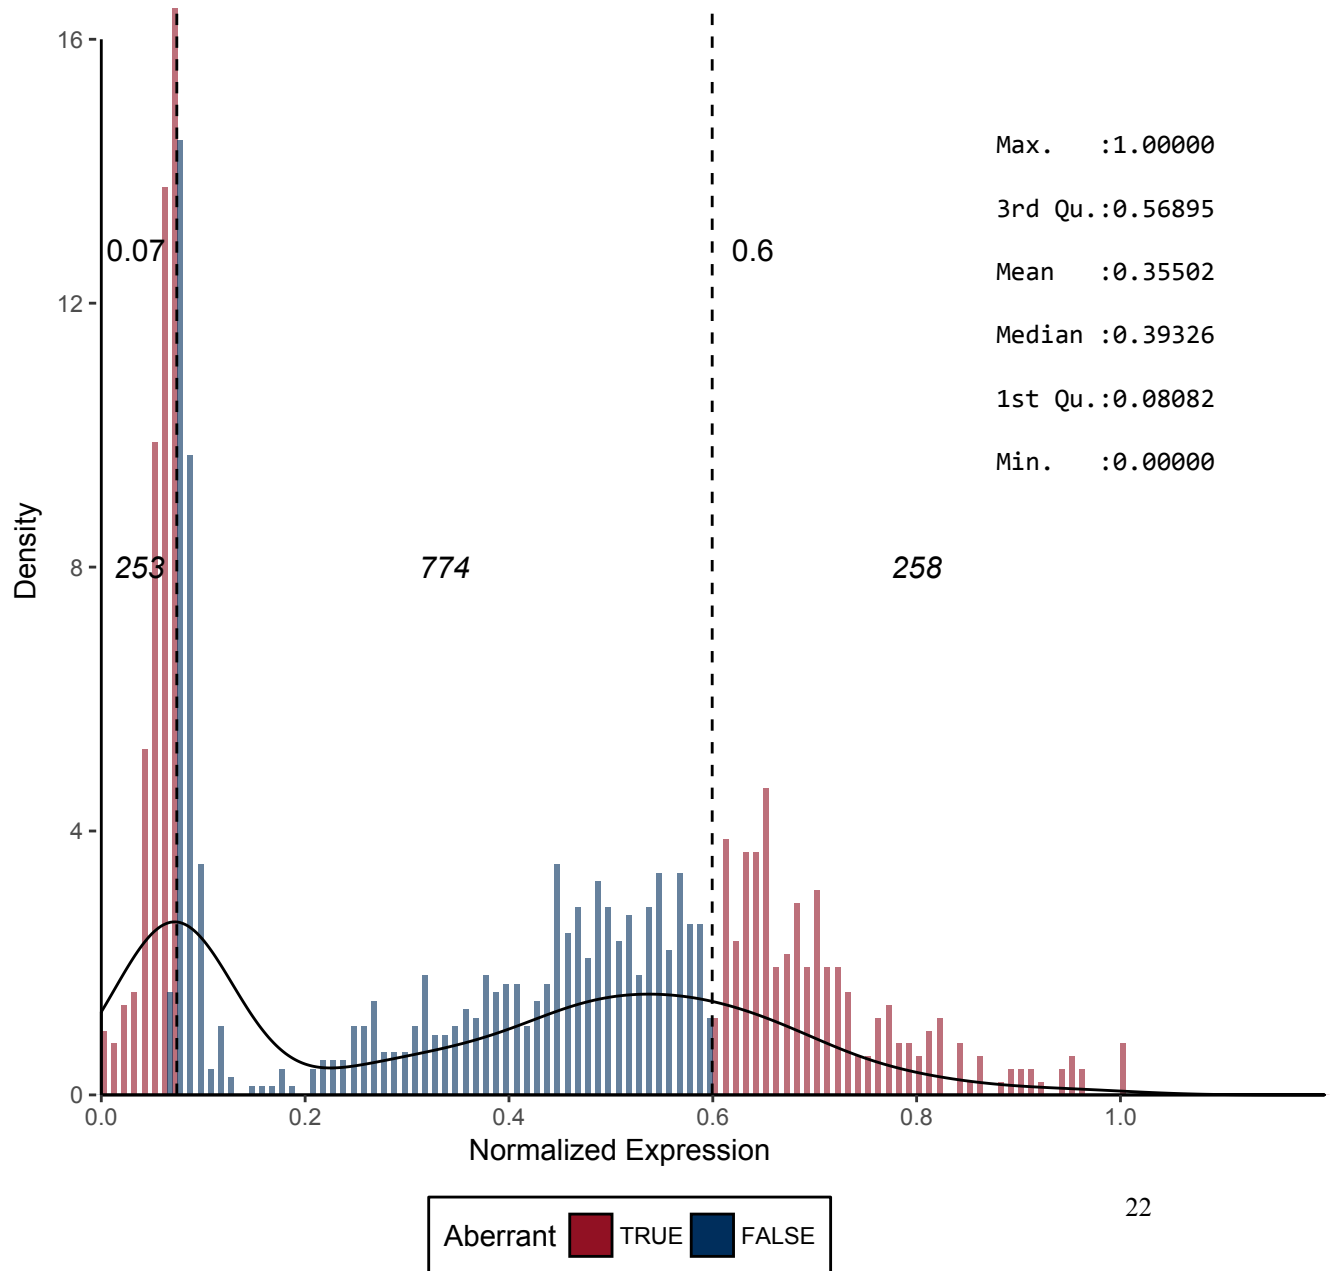 16
Max.   :1.00000
3rd Qu.:0.56895
0.07
0.6
Mean   :0.35502
12
Median :0.39326
1st Qu.:0.08082
Min.   :0.00000
Density
8
253
774
258
4
0
0.0 0.2 0.4 0.6 0.8 1.0
Normalized Expression
22
Aberrant TRUE FALSE